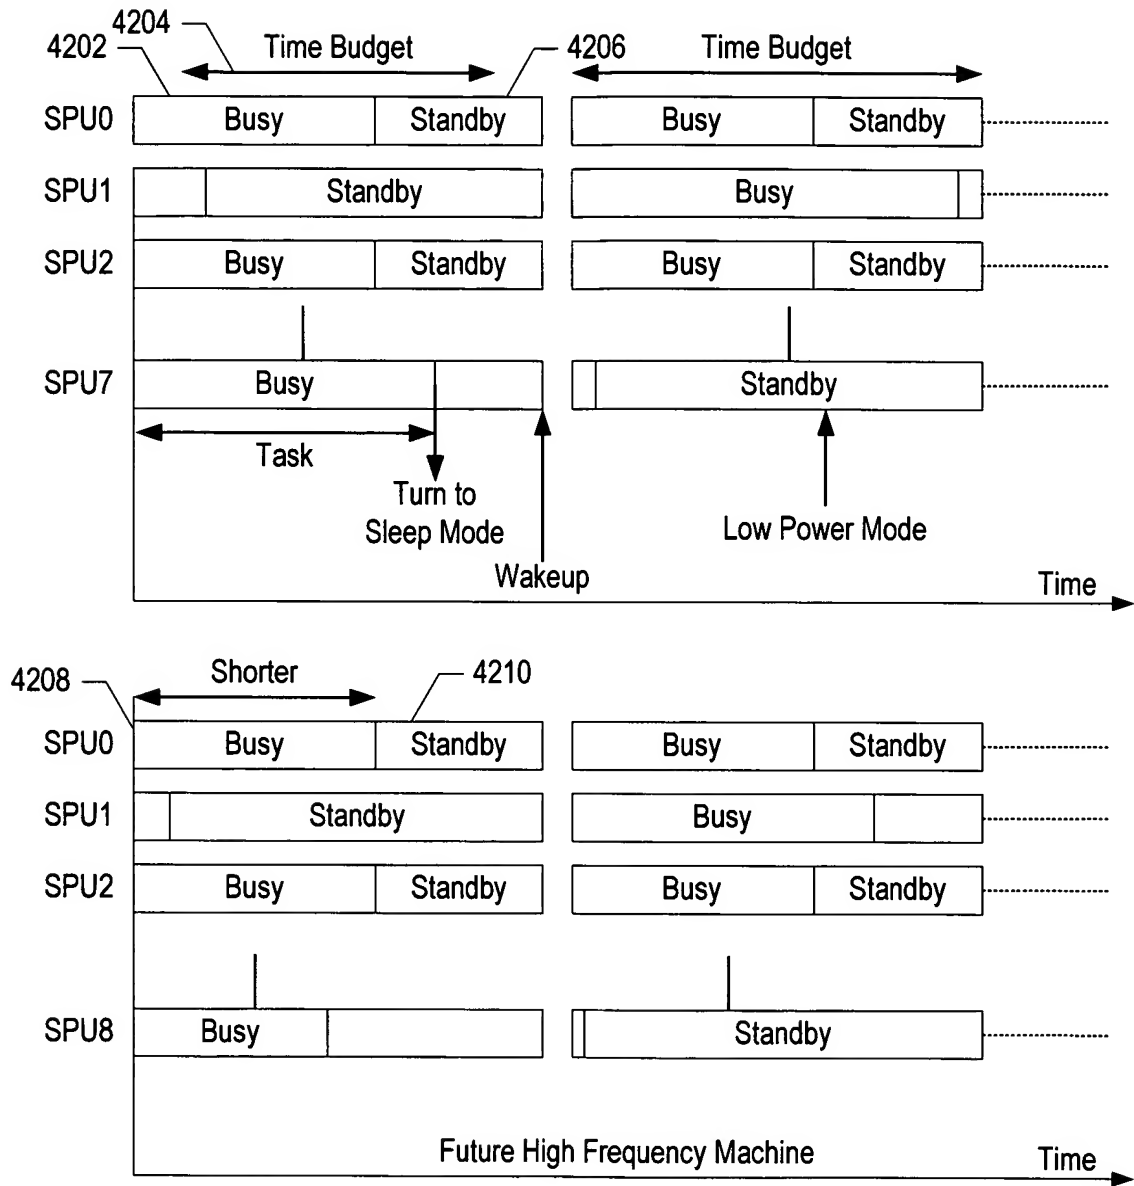 4204
4202 Time Budget 4206 Time Budget
SPU0 Busy Standby Busy Standby
SPU1 Standby Busy
SPU2 Busy Standby Busy Standby
SPU7 Busy Standby
Task
Turn to
Sleep Mode
Low Power Mode
Wakeup
Time
4208 Shorter 4210
SPU0 Busy Standby Busy Standby
SPU1 Standby Busy
SPU2 Busy Standby Busy Standby
SPU8 Busy Standby
Future High Frequency Machine Time